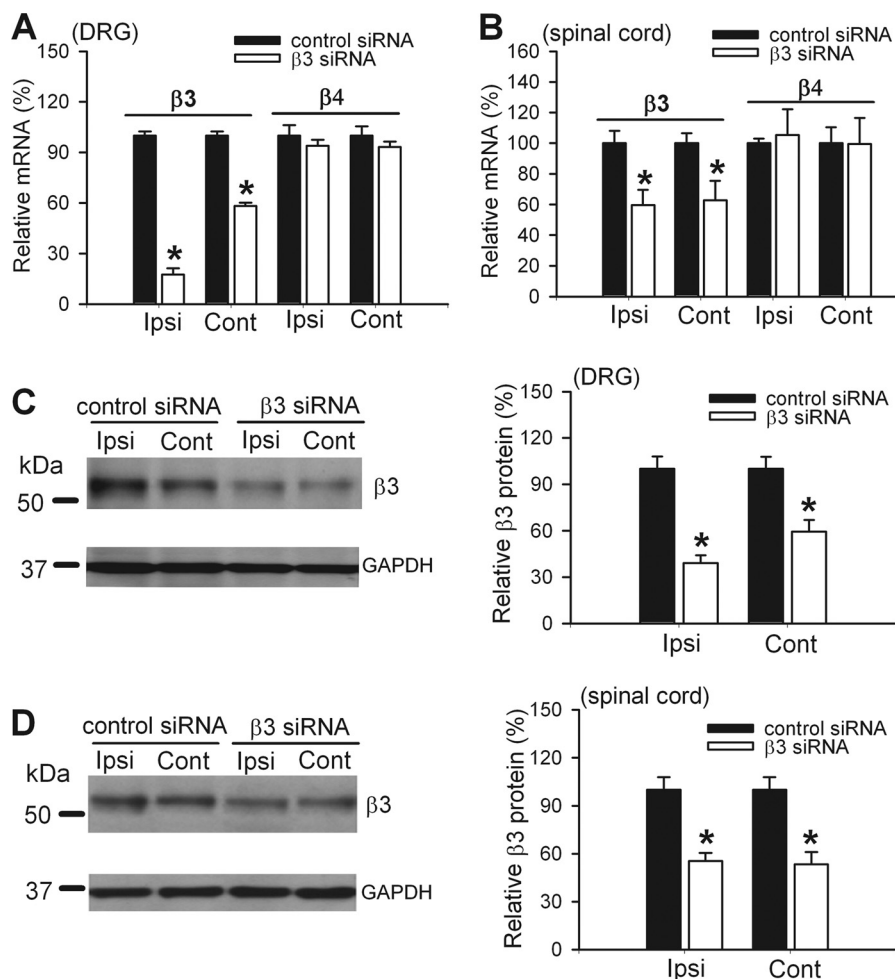 A (DRG)
control siRNA
β3 siRNA
Relative mRNA (%)
150
120
90
60
30
0
β3
β4
*
*
Ipsi Cont Ipsi Cont
B (spinal cord)
control siRNA
β3 siRNA
Relative mRNA (%)
160
140
120
100
80
60
40
20
0
β3
β4
*
*
Ipsi Cont Ipsi Cont
C
control siRNA β3 siRNA
Ipsi Cont Ipsi Cont
kDa
50
β3
37
GAPDH
(DRG)
control siRNA
β3 siRNA
Relative β3 protein (%)
150
120
90
60
30
0
*
*
Ipsi Cont
D
control siRNA β3 siRNA
Ipsi Cont Ipsi Cont
kDa
50
β3
37
GAPDH
(spinal cord)
control siRNA
β3 siRNA
Relative β3 protein (%)
150
120
90
60
30
0
*
*
Ipsi Cont